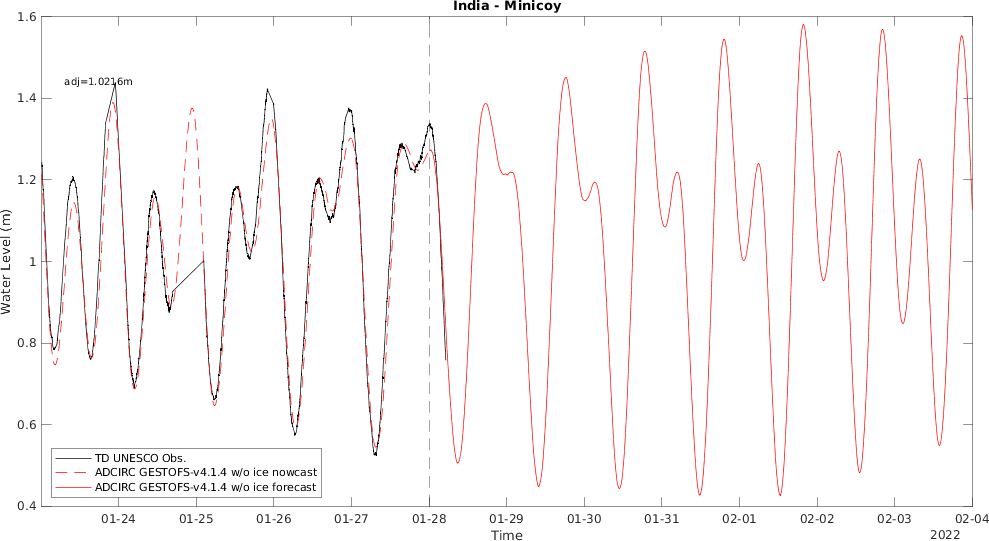 India - Minicoy
1.6
1.4
1.2
1
0.8
0.6
0.4
Water Level (m)
adj=1.0216m
TD UNESCO Obs.
ADCIRC GESTOFS-v4.1.4 w/o ice nowcast
ADCIRC GESTOFS-v4.1.4 w/o ice forecast
01-24 01-25 01-26 01-27 01-28 01-29 01-30 01-31 02-01 02-02 02-03 02-04
Time
2022